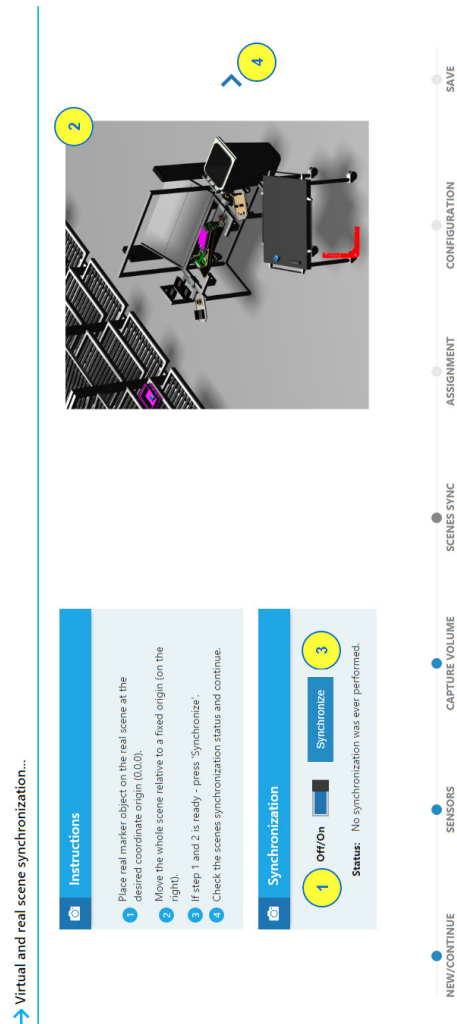 Virtual and real scene synchronization...
Instructions
1 Place real marker object on the real scene at the
desired coordinate origin (0.0.0).
2 Move the whole scene relative to a fixed origin (on the
right).
3 If step 1 and 2 is ready - press 'Synchronize'.
4 Check the scenes synchronization status and continue.
Synchronization
1
Off/On
Synchronize
3
Status: No synchronization was ever performed.
2
4
NEW/CONTINUE
SENSORS
CAPTURE VOLUME
SCENES SYNC
ASSIGNMENT
CONFIGURATION
SAVE